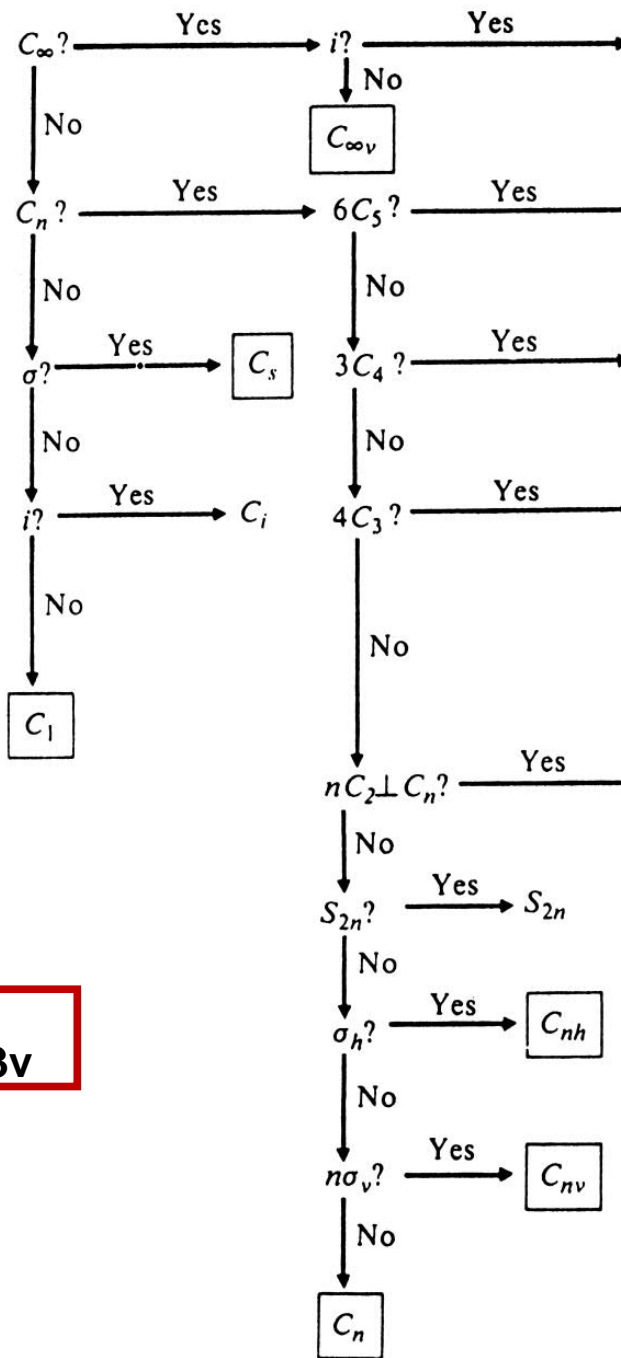 C∞? Yes i? Yes
No No
C∞v
Cn? Yes 6C5? Yes
No No
σ? Yes Cs 3C4? Yes
No No
i? Yes Ci 4C3? Yes
No No
C1
nC2⊥Cn? Yes
No
S2n? Yes S2n
No
3v
σh? Yes Cnh
No
nσv? Yes Cnv
No
Cn